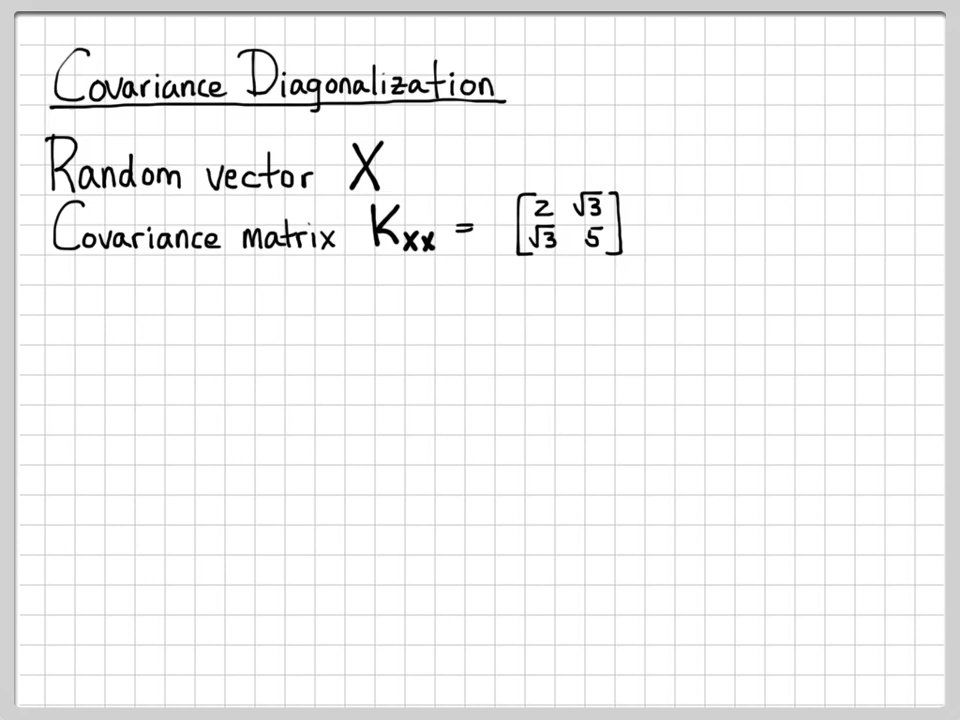 Covariance Diagonalization
Random vector X
Covariance matrix Kxx = [2 √3
√3 5]